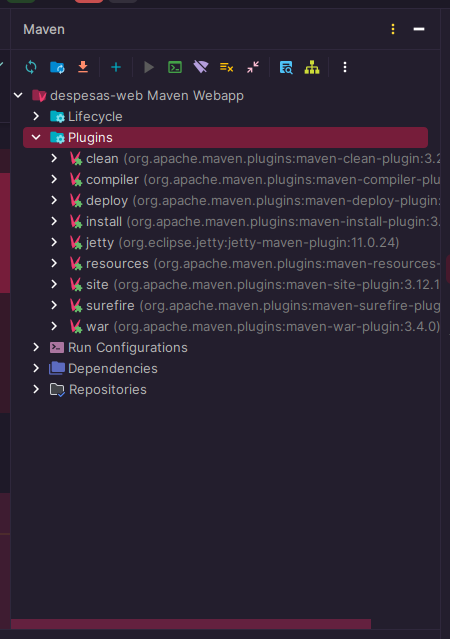 Maven
despesas-web Maven Webapp
Lifecycle
Plugins
clean (org.apache.maven.plugins:maven-clean-plugin:3.2
compiler (org.apache.maven.plugins:maven-compiler-plu
deploy (org.apache.maven.plugins:maven-deploy-plugin:
install (org.apache.maven.plugins:maven-install-plugin:3.
jetty (org.eclipse.jetty:jetty-maven-plugin:11.0.24)
resources (org.apache.maven.plugins:maven-resources-
site (org.apache.maven.plugins:maven-site-plugin:3.12.1
surefire (org.apache.maven.plugins:maven-surefire-plug
war (org.apache.maven.plugins:maven-war-plugin:3.4.0)
Run Configurations
Dependencies
Repositories